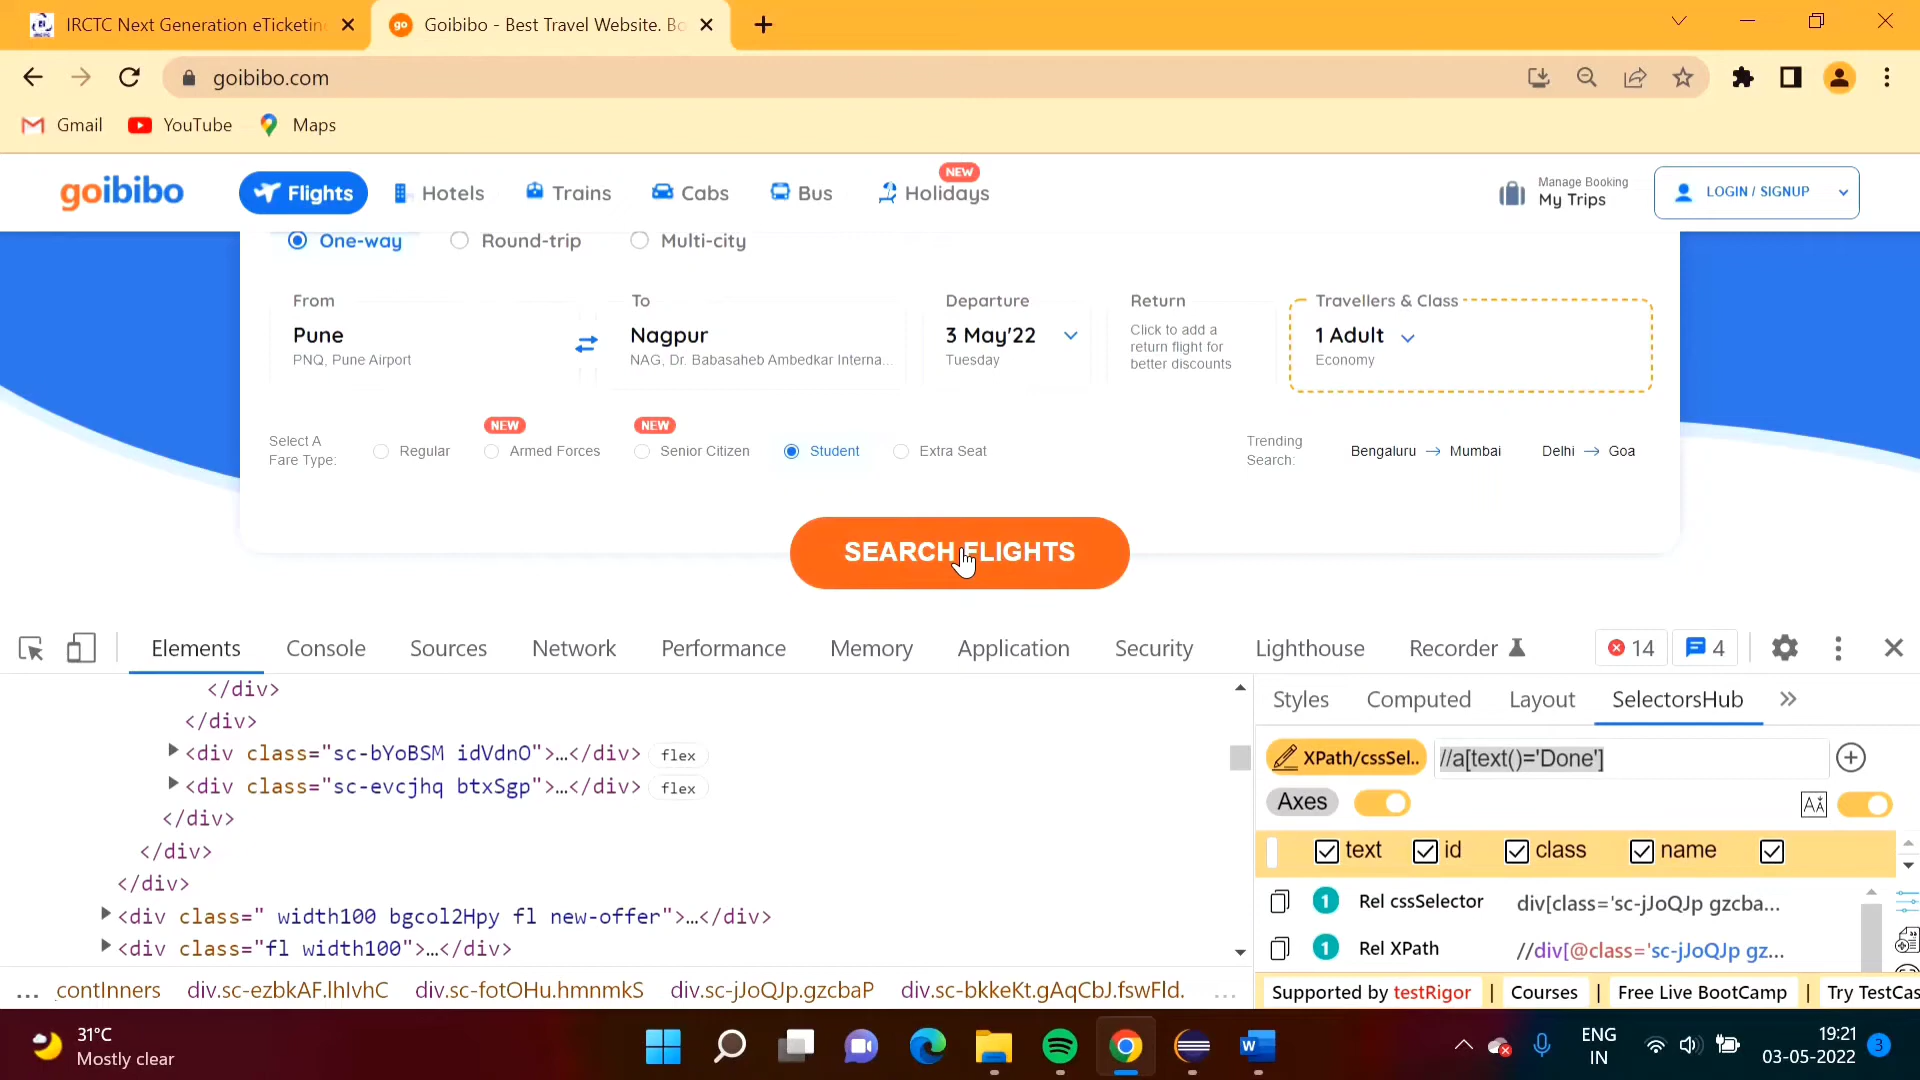 IRCTC Next Generation eTicketing
Goibibo - Best Travel Website. Bo
goibibo.com
Gmail YouTube Maps
goibibo Flights Hotels Trains Cabs Bus NEW Holidays
Manage Booking
My Trips
LOGIN / SIGNUP
One-way Round-trip Multi-city
From To Departure Return Travellers & Class
Pune Nagpur 3 May'22 Click to add a return flight for better discounts 1 Adult
PNQ, Pune Airport NAG, Dr. Babasaheb Ambedkar Interna... Tuesday Economy
NEW NEW
Select A
Fare Type:
Regular Armed Forces Senior Citizen Student Extra Seat
Trending
Search:
Bengaluru → Mumbai Delhi → Goa
SEARCH FLIGHTS
Elements Console Sources Network Performance Memory Application Security Lighthouse Recorder 14 4
</div>
</div>
<div class="sc-bYoBSM idVdnO">…</div> flex
<div class="sc-evcjhq btxSgp">…</div> flex
</div>
</div>
</div>
<div class=" width100 bgcol2Hpy fl new-offer">…</div>
<div class="fl width100">…</div>
... contInners div.sc-ezbkAF.lhIvhC div.sc-fotOHu.hmnmkS div.sc-jJoQJp.gzcbaP div.sc-bkkeKt.gAqCbJ.fswFld. ...
Styles Computed Layout SelectorsHub »
XPath/cssSel.. //a[text()='Done']
Axes
text id class name
1 Rel cssSelector div[class='sc-jJoQJp gzcba...
1 Rel XPath //div[@class='sc-jJoQJp gz...
Supported by testRigor | Courses | Free Live BootCamp | Try TestCas
31°C
Mostly clear
ENG
IN
19:21
03-05-2022
3